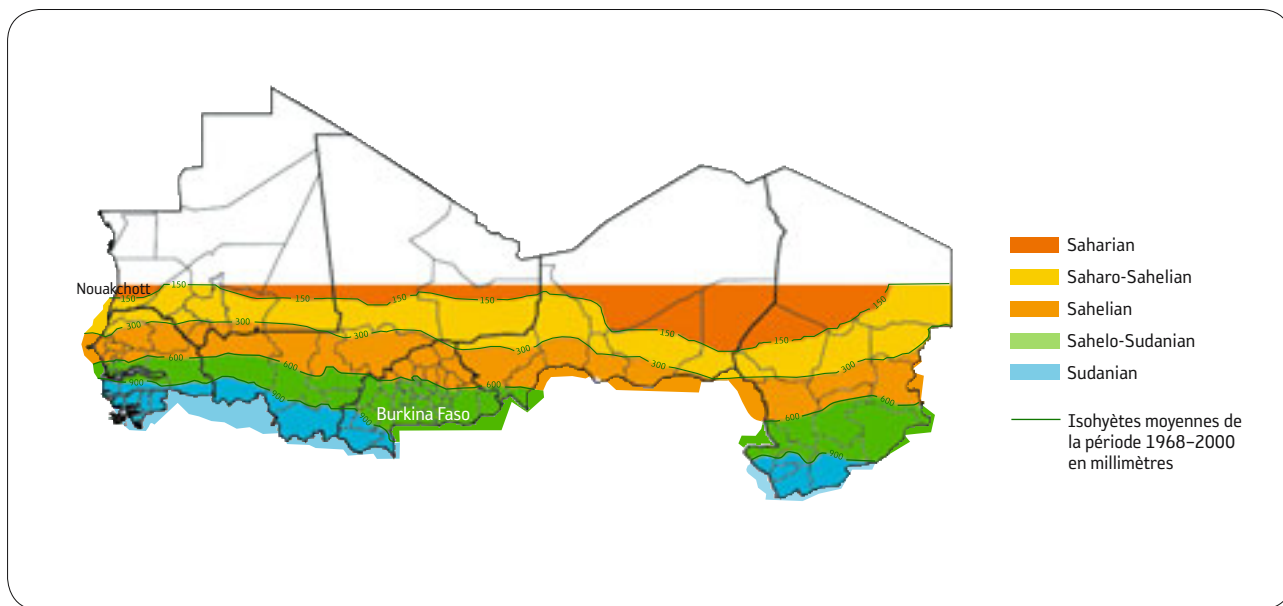 Nouakchott
150
150
150
150
150
150
150
150
300
300
300
300
300
300
600
600
600
600
600
900
900
900
900
Burkina Faso
Saharian
Saharo-Sahelian
Sahelian
Sahelo-Sudanian
Sudanian
Isohyètes moyennes de
la période 1968–2000
en millimètres